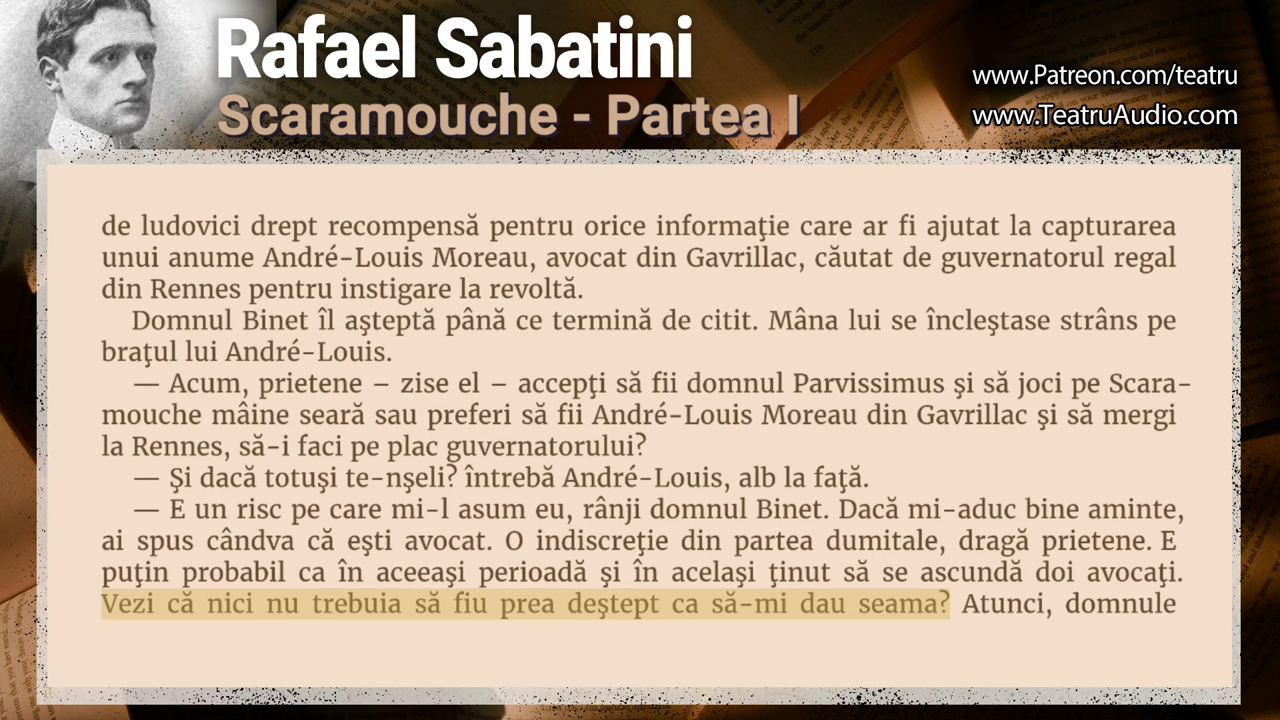 Rafael Sabatini
Scaramouche - Partea I
www.Patreon.com/teatru
www.TeatruAudio.com
de ludovici drept recompensă pentru orice informaţie care ar fi ajutat la capturarea
unui anume André-Louis Moreau, avocat din Gavrillac, căutat de guvernatorul regal
din Rennes pentru instigare la revoltă.
Domnul Binet îl aşteptă până ce termină de citit. Mâna lui se încleştase strâns pe
braţul lui André-Louis.
— Acum, prietene – zise el – accepţi să fii domnul Parvissimus şi să joci pe Scara-
mouche mâine seară sau preferi să fii André-Louis Moreau din Gavrillac şi să mergi
la Rennes, să-i faci pe plac guvernatorului?
— Şi dacă totuşi te-nşeli? întrebă André-Louis, alb la faţă.
— E un risc pe care mi-l asum eu, rânji domnul Binet. Dacă mi-aduc bine aminte,
ai spus cândva că eşti avocat. O indiscreţie din partea dumitale, dragă prietene. E
puţin probabil ca în aceeaşi perioadă şi în acelaşi ţinut să se ascundă doi avocaţi.
Vezi că nici nu trebuia să fiu prea deştept ca să-mi dau seama? Atunci, domnule